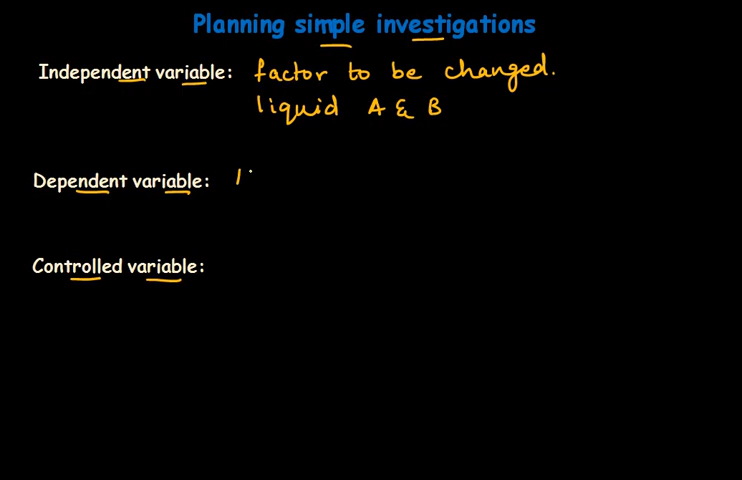 Planning simple investigations
Independent variable: factor to be changed.
liquid A & B
Dependent variable:
Controlled variable: